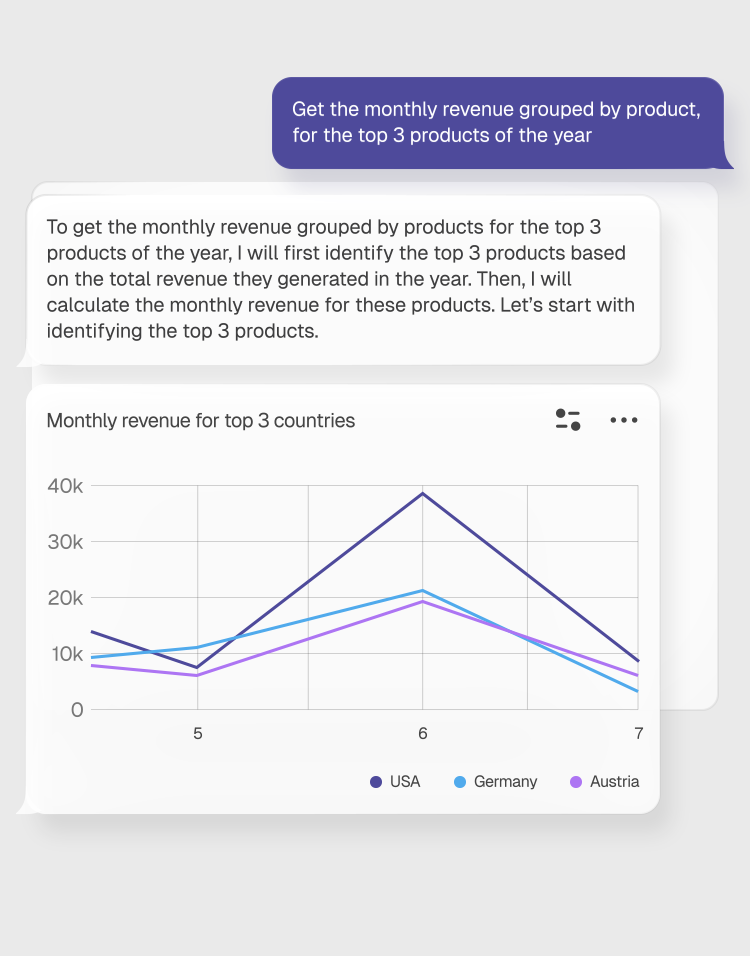 Get the monthly revenue grouped by product,
for the top 3 products of the year
To get the monthly revenue grouped by products for the top 3
products of the year, I will first identify the top 3 products based
on the total revenue they generated in the year. Then, I will
calculate the monthly revenue for these products. Let’s start with
identifying the top 3 products.
Monthly revenue for top 3 countries
40k
30k
20k
10k
0
5 6 7
USA Germany Austria